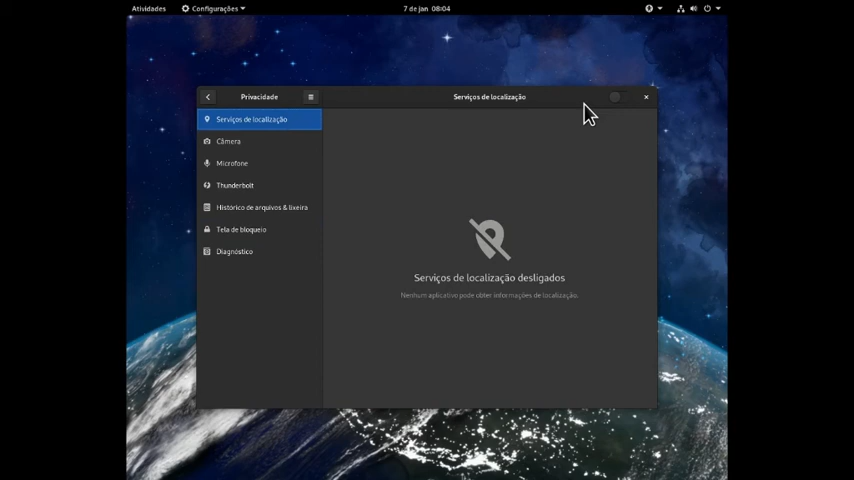 Atividades
Configurações
7 de jan 08:04
Privacidade
Serviços de localização
Serviços de localização
Câmera
Microfone
Thunderbolt
Histórico de arquivos & lixeira
Tela de bloqueio
Diagnóstico
Serviços de localização desligados
Nenhum aplicativo pode obter informações de localização.